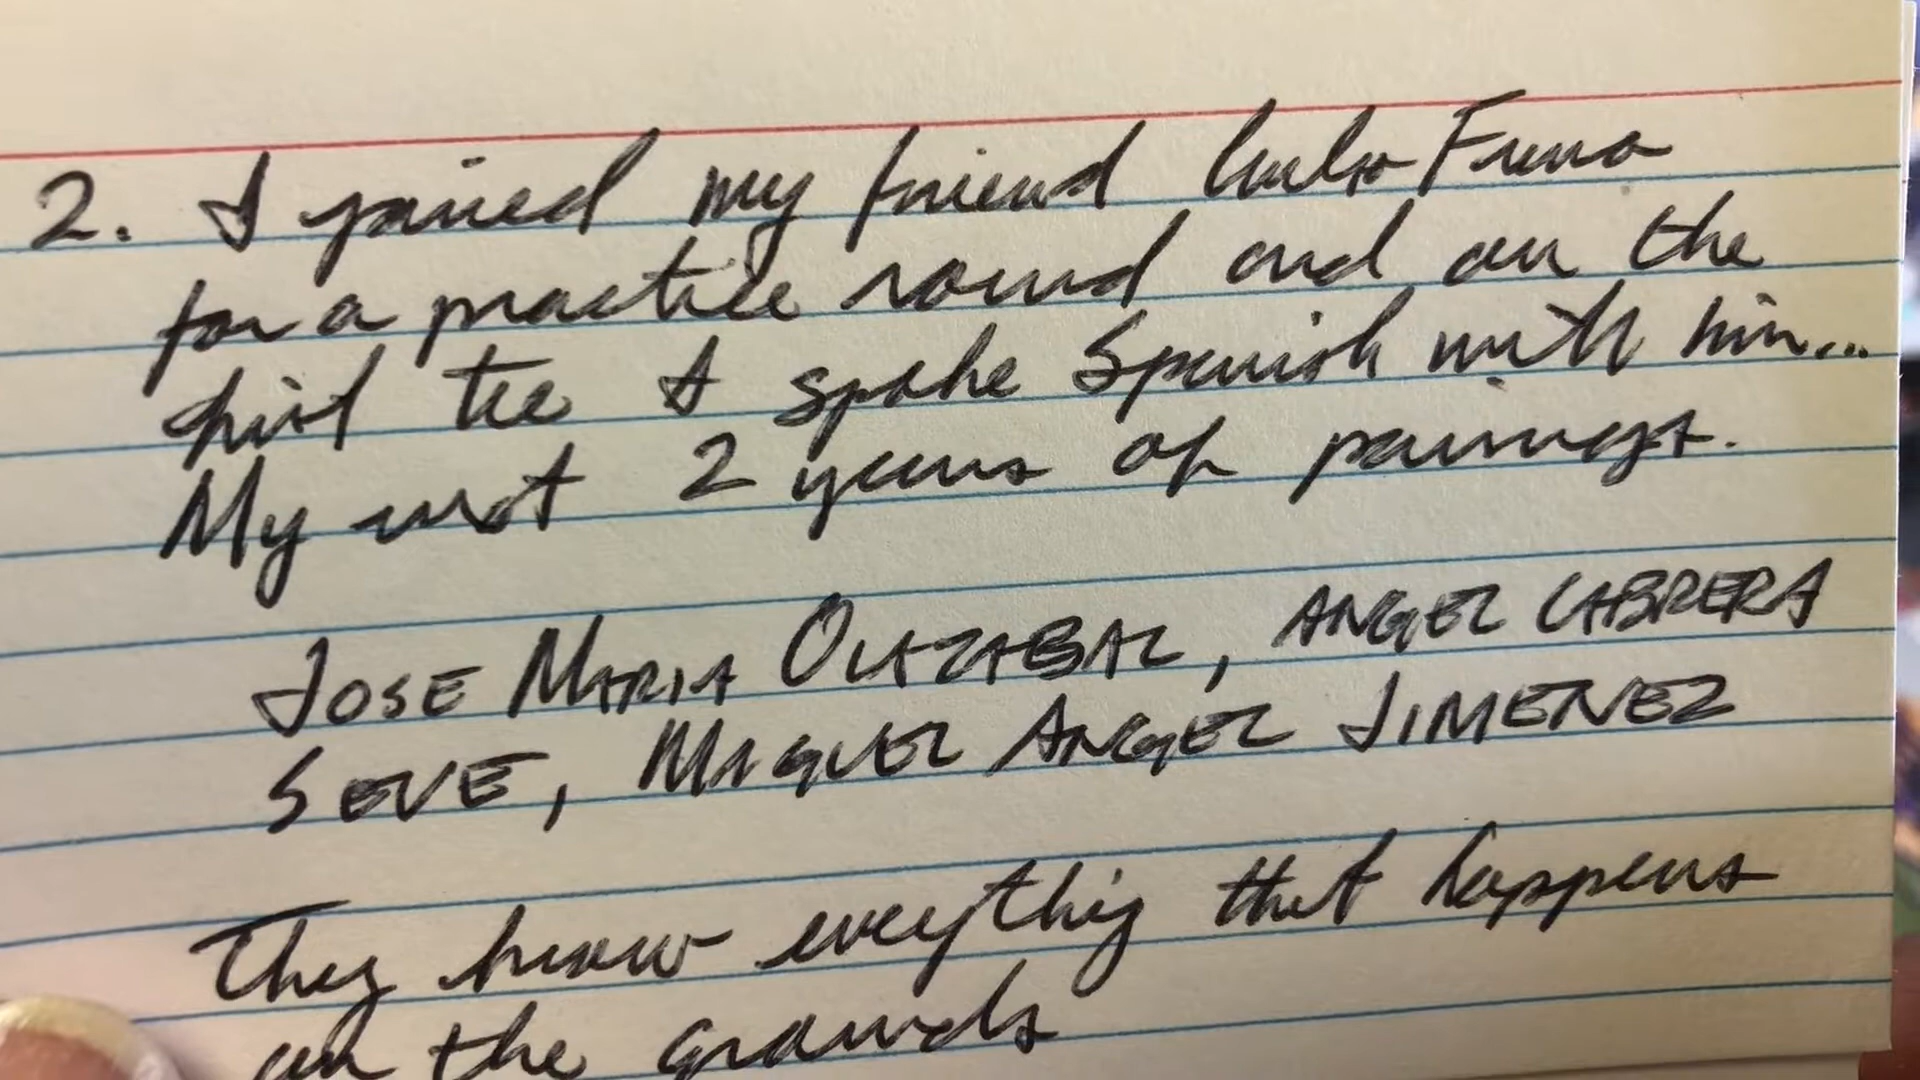 2. I joined my friend Carlos Franco
for a practice round and on the
first tee I spoke Spanish with him...
My next 2 years of pairings.
JOSE MARIA OLAZABAL, ANGEL CABRERA
SEVE, MIGUEL ANGEL JIMENEZ
They know everything that happens
on the grounds